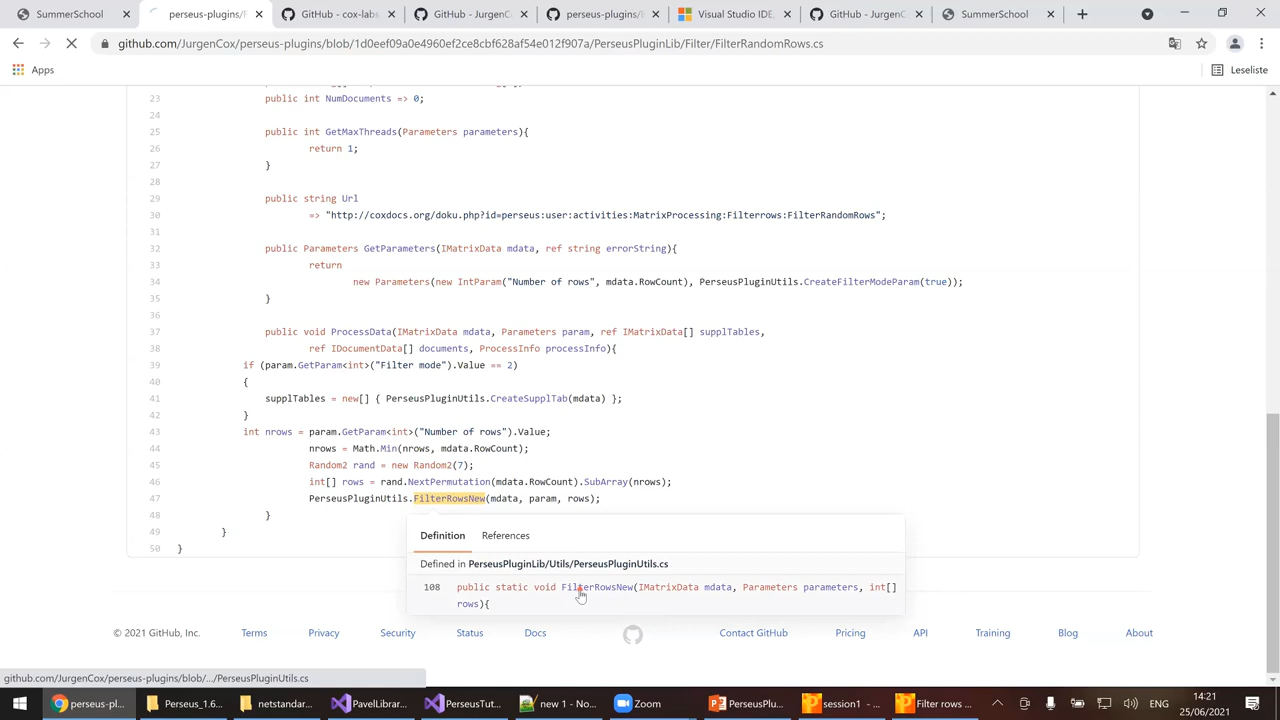 SummerSchool
perseus-plugins/F
GitHub - cox-labs
GitHub - JurgenC
perseus-plugins/F
Visual Studio IDE,
GitHub - JurgenC
SummerSchool
github.com/JurgenCox/perseus-plugins/blob/1d0eef09a0e4960ef2ce8cbf628af54e012f907a/PerseusPluginLib/Filter/FilterRandomRows.cs
Apps
Leseliste
23 public int NumDocuments => 0;
24
25 public int GetMaxThreads(Parameters parameters){
26 return 1;
27 }
28
29 public string Url
30 => "http://coxdocs.org/doku.php?id=perseus:user:activities:MatrixProcessing:Filterrows:FilterRandomRows";
31
32 public Parameters GetParameters(IMatrixData mdata, ref string errorString){
33 return
34 new Parameters(new IntParam("Number of rows", mdata.RowCount), PerseusPluginUtils.CreateFilterModeParam(true));
35 }
36
37 public void ProcessData(IMatrixData mdata, Parameters param, ref IMatrixData[] supplTables,
38 ref IDocumentData[] documents, ProcessInfo processInfo){
39 if (param.GetParam<int>("Filter mode").Value == 2)
40 {
41 supplTables = new[] { PerseusPluginUtils.CreateSupplTab(mdata) };
42 }
43 int nrows = param.GetParam<int>("Number of rows").Value;
44 nrows = Math.Min(nrows, mdata.RowCount);
45 Random2 rand = new Random2(7);
46 int[] rows = rand.NextPermutation(mdata.RowCount).SubArray(nrows);
47 PerseusPluginUtils.FilterRowsNew(mdata, param, rows);
48 }
49 }
50 }
Definition References
Defined in PerseusPluginLib/Utils/PerseusPluginUtils.cs
108 public static void FilterRowsNew(IMatrixData mdata, Parameters parameters, int[]
rows){
© 2021 GitHub, Inc. Terms Privacy Security Status Docs Contact GitHub Pricing API Training Blog About
github.com/JurgenCox/perseus-plugins/blob/.../PerseusPluginUtils.cs
perseus-pl...
Perseus_1.6...
netstandar...
PavelLibrar...
PerseusTut...
new 1 - No...
Zoom
PerseusPlu...
session1 - ...
Filter rows ...
ENG
14:21
25/06/2021